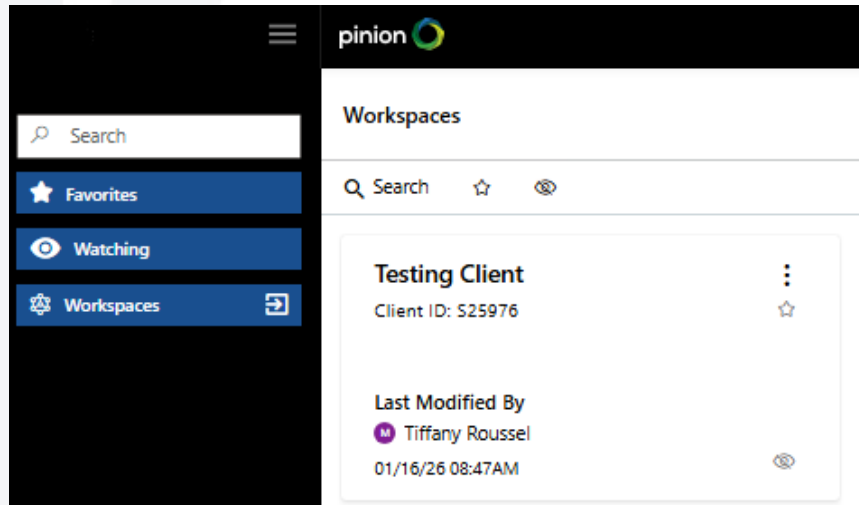 pinion
Search
Favorites
Watching
Workspaces
Workspaces
Search
Testing Client
Client ID: S25976
Last Modified By
M Tiffany Roussel
01/16/26 08:47AM